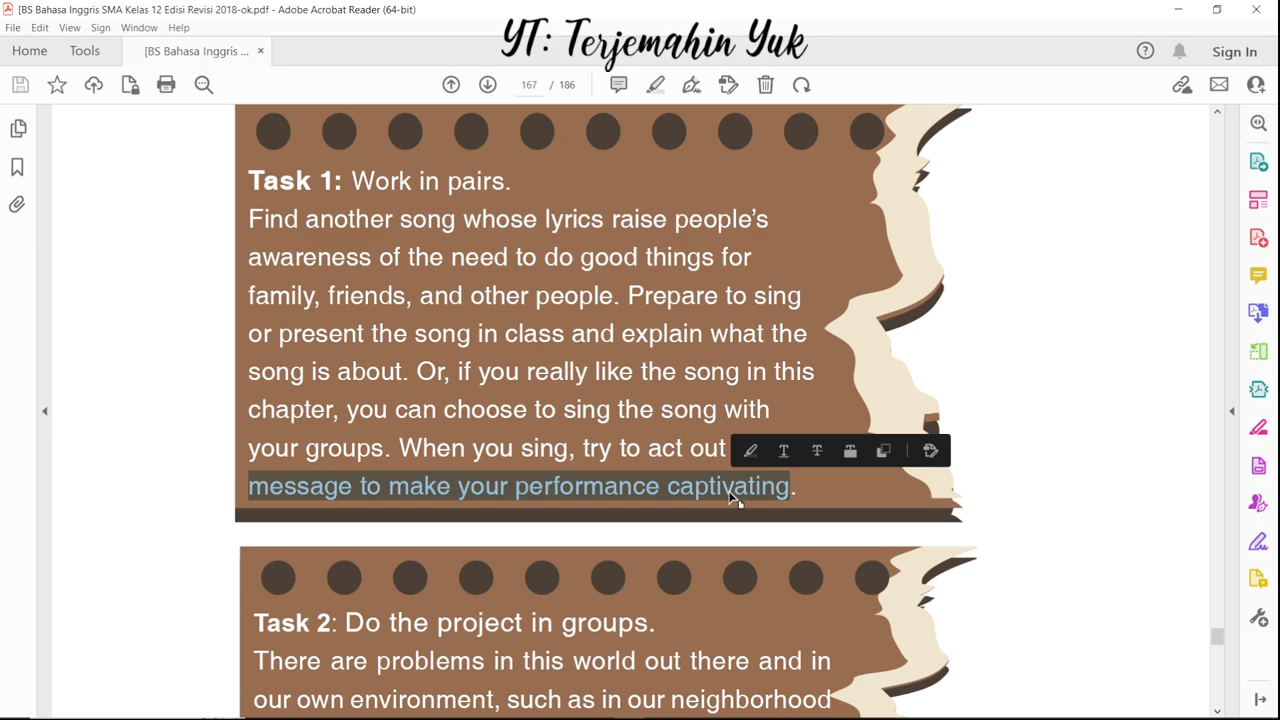 [BS Bahasa Inggris SMA Kelas 12 Edisi Revisi 2018-ok.pdf - Adobe Acrobat Reader (64-bit)
File Edit View Sign Window Help
YT: Terjemahin Yuk
Home Tools [BS Bahasa Inggris ... × Sign In
167 / 186
Task 1: Work in pairs.
Find another song whose lyrics raise people's
awareness of the need to do good things for
family, friends, and other people. Prepare to sing
or present the song in class and explain what the
song is about. Or, if you really like the song in this
chapter, you can choose to sing the song with
your groups. When you sing, try to act out
message to make your performance captivating.
Task 2: Do the project in groups.
There are problems in this world out there and in
our own environment, such as in our neighborhood